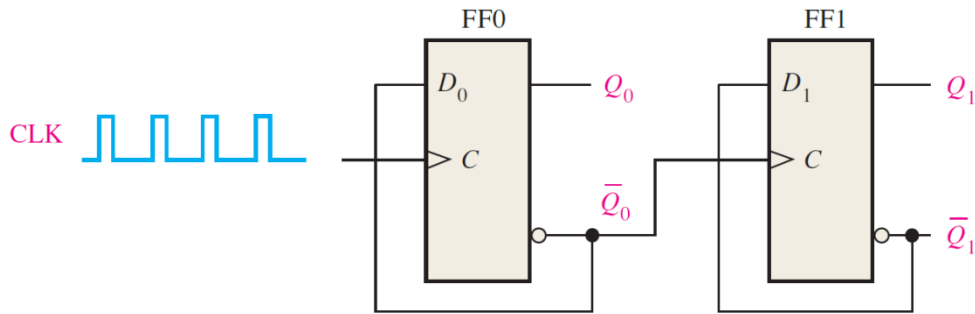 FF0
FF1
D₀
Q₀
D₁
Q₁
CLK
C
C
Q̅₀
Q̅₁